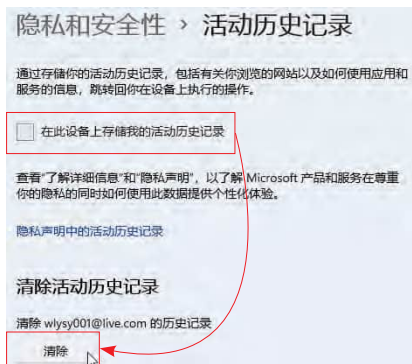 隐私和安全性 › 活动历史记录
通过存储你的活动历史记录，包括有关你浏览的网站以及如何使用应用和
服务的信息，跳转回你在设备上执行的操作。
在此设备上存储我的活动历史记录
查看"了解详细信息"和"隐私声明"，以了解 Microsoft 产品和服务在尊重
你的隐私的同时如何使用此数据提供个性化体验。
隐私声明中的活动历史记录
清除活动历史记录
清除 wlysy001@live.com 的历史记录
清除